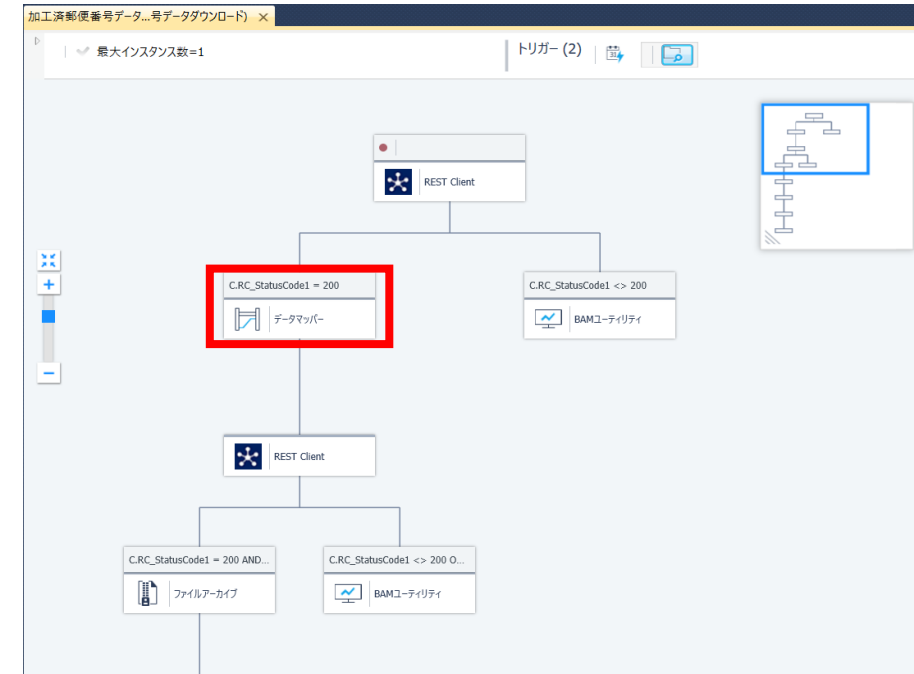 加工済郵便番号データ...号データダウンロード) ×
最大インスタンス数=1
トリガー (2)
31
REST Client
C.RC_StatusCode1 = 200
データマッパー
C.RC_StatusCode1 <> 200
BAMユーティリティ
REST Client
C.RC_StatusCode1 = 200 AND...
ファイルアーカイブ
C.RC_StatusCode1 <> 200 O...
BAMユーティリティ